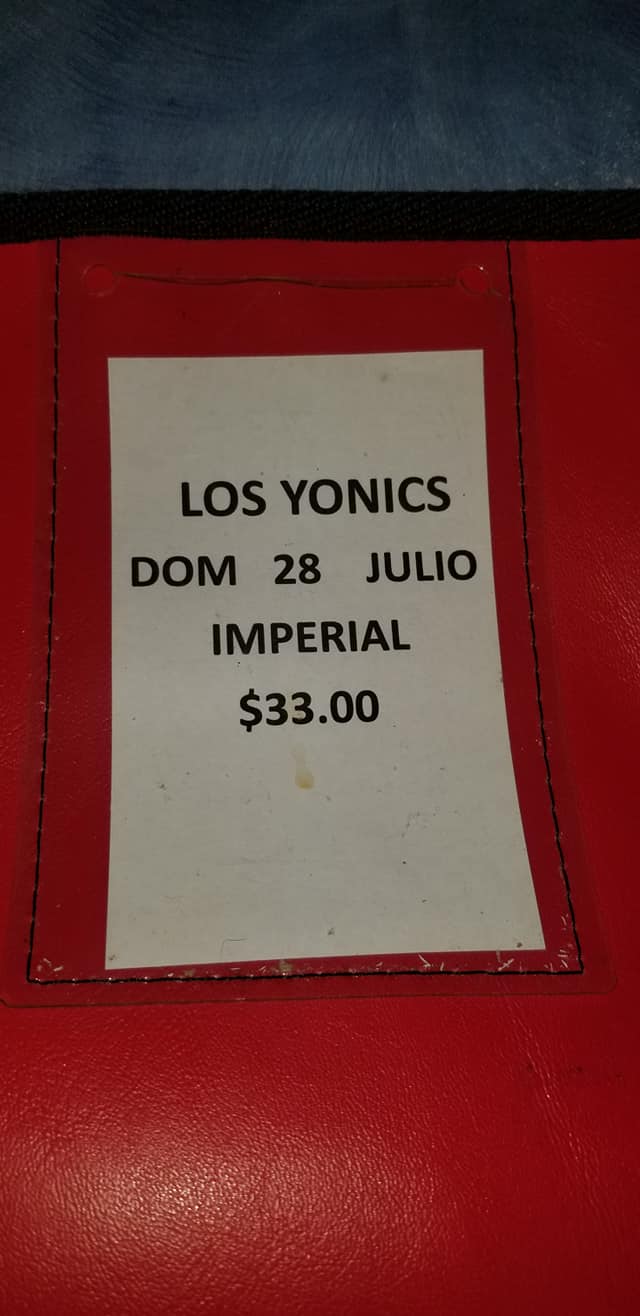 LOS YONICS
DOM 28 JULIO
IMPERIAL
$33.00